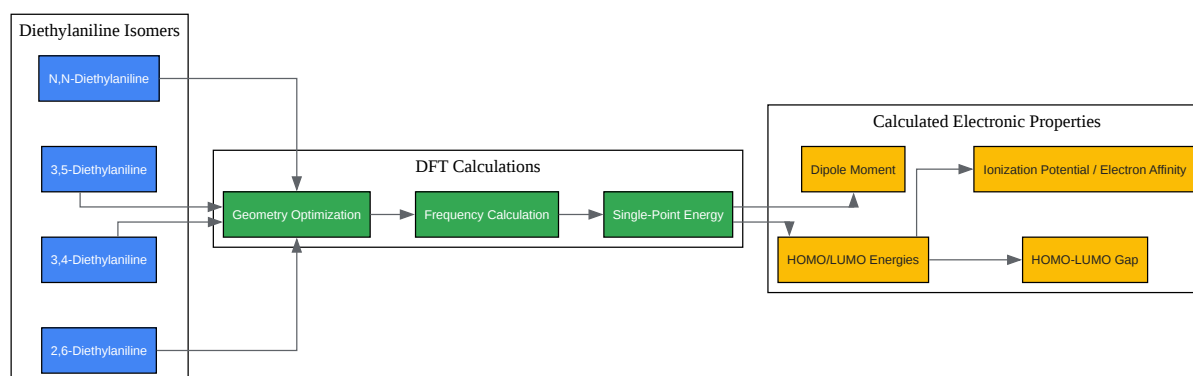 Diethylaniline Isomers
N,N-Diethylaniline
3,5-Diethylaniline
3,4-Diethylaniline
2,6-Diethylaniline
DFT Calculations
Geometry Optimization
Frequency Calculation
Single-Point Energy
Calculated Electronic Properties
Dipole Moment
Ionization Potential / Electron Affinity
HOMO/LUMO Energies
HOMO-LUMO Gap